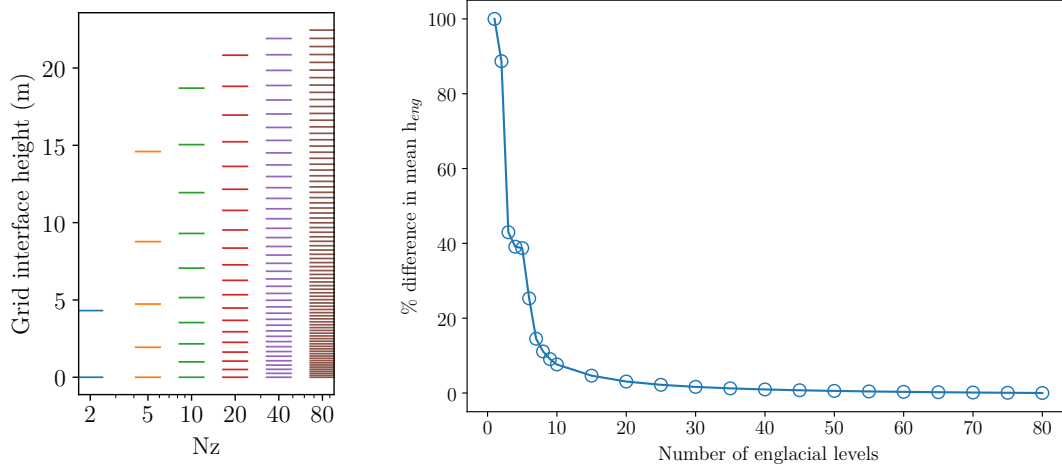 20
15
10
5
0
Grid interface height (m)
2 5 10 20 40 80
Nz
100
80
60
40
20
0
% difference in mean h_eng
0 10 20 30 40 50 60 70 80
Number of englacial levels